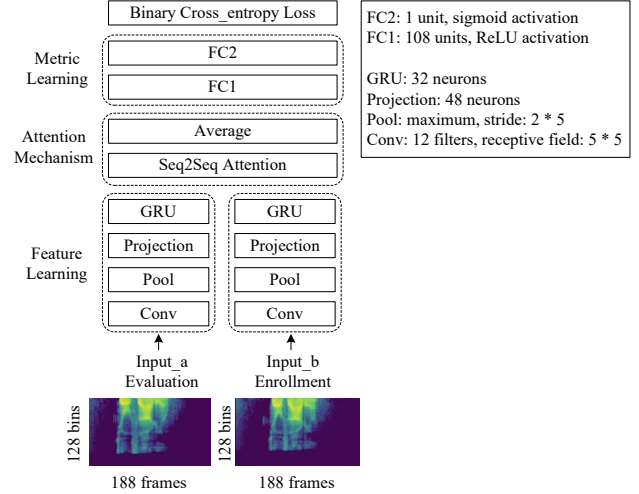 Binary Cross_entropy Loss
Metric
Learning
FC2
FC1
Attention
Mechanism
Average
Seq2Seq Attention
Feature
Learning
GRU
GRU
Projection
Projection
Pool
Pool
Conv
Conv
Input_a
Evaluation
Input_b
Enrollment
128 bins
128 bins
188 frames
188 frames
FC2: 1 unit, sigmoid activation
FC1: 108 units, ReLU activation
GRU: 32 neurons
Projection: 48 neurons
Pool: maximum, stride: 2 * 5
Conv: 12 filters, receptive field: 5 * 5